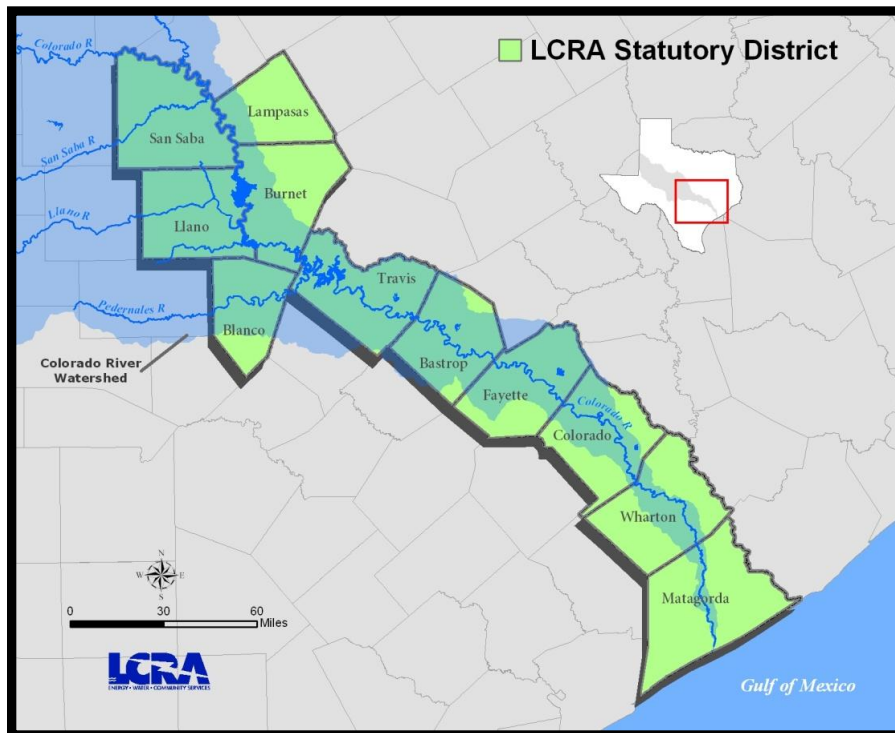 Colorado R
LCRA Statutory District
Lampasas
San Saba
San Saba R
Burnet
Llano R
Llano
Travis
Pedernales R
Blanco
Colorado River
Watershed
Bastrop
Fayette
Colorado R
Colorado
Wharton
N
W E
S
Matagorda
0 30 60
Miles
LCRA
ENERGY • WATER • COMMUNITY SERVICES
Gulf of Mexico